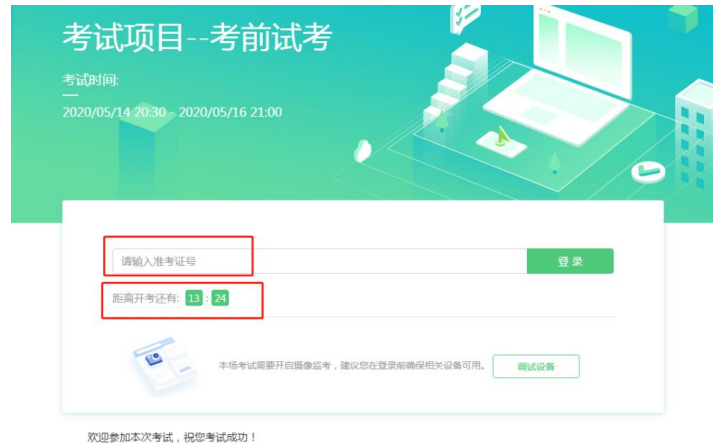 考试项目--考前试考
考试时间:
2020/05/14 20:30 - 2020/05/16 21:00
请输入准考证号
登录
距离开考还有: 13 : 24
本场考试需要开启摄像监考，建议您在登录前确保相关设备可用。
调试设备
欢迎参加本次考试，祝您考试成功！